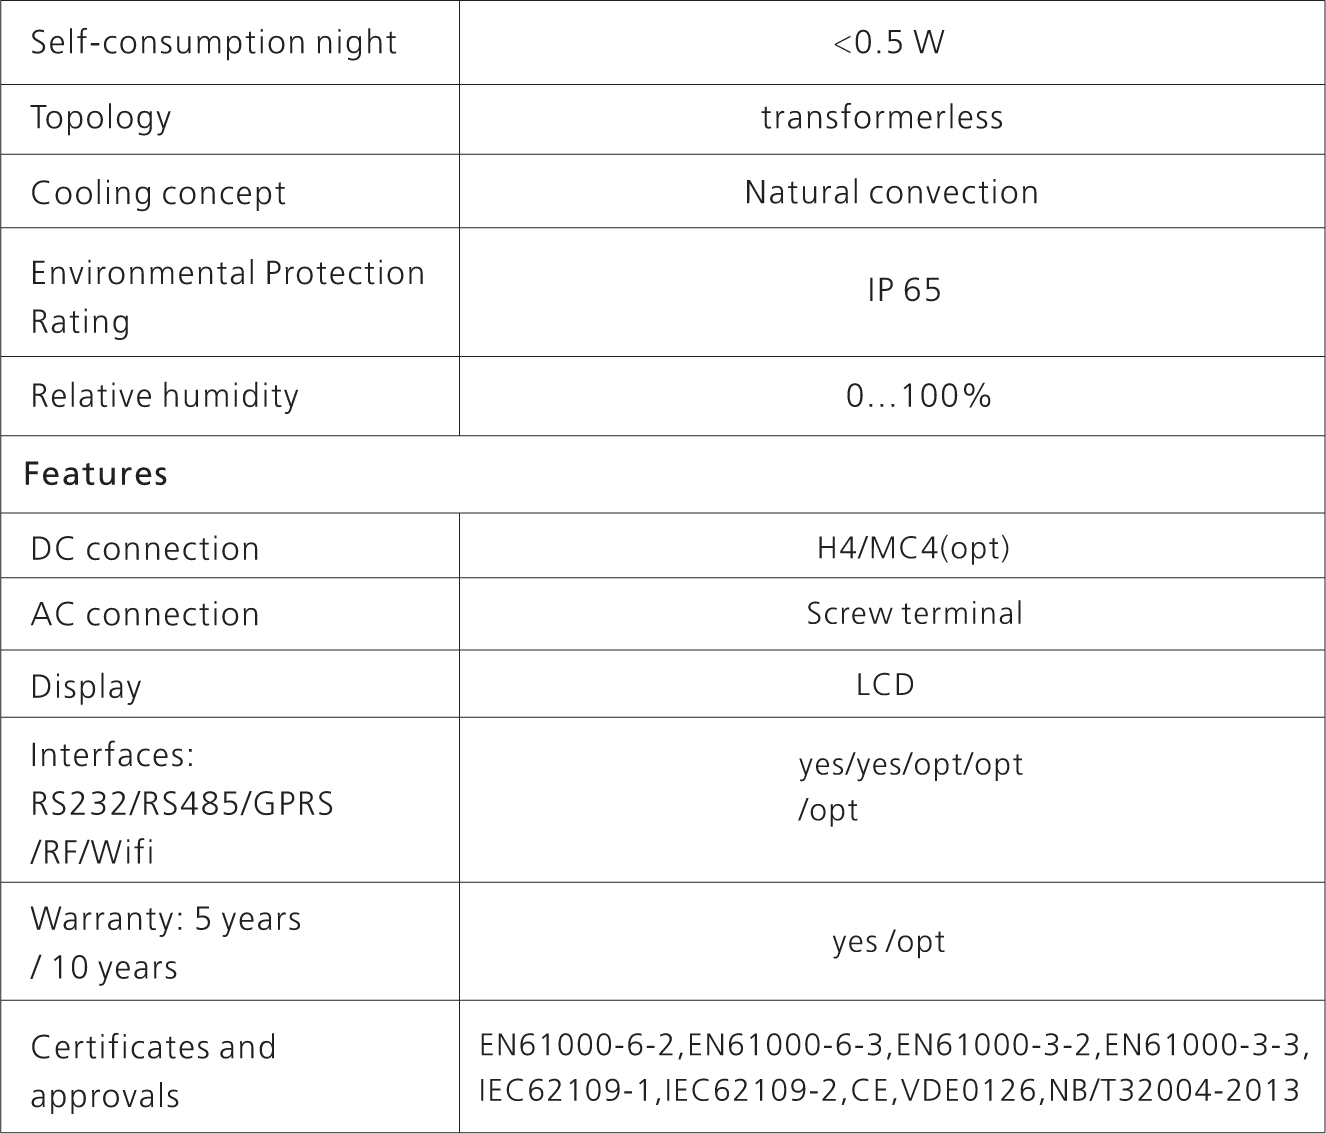 Self-consumption night <0.5 W
Topology transformerless
Cooling concept Natural convection
Environmental Protection
Rating
IP 65
Relative humidity 0...100%
Features
DC connection H4/MC4(opt)
AC connection Screw terminal
Display LCD
Interfaces:
RS232/RS485/GPRS
/RF/Wifi
yes/yes/opt/opt
/opt
Warranty: 5 years
/ 10 years
yes /opt
Certificates and
approvals
EN61000-6-2,EN61000-6-3,EN61000-3-2,EN61000-3-3,
IEC62109-1,IEC62109-2,CE,VDE0126,NB/T32004-2013